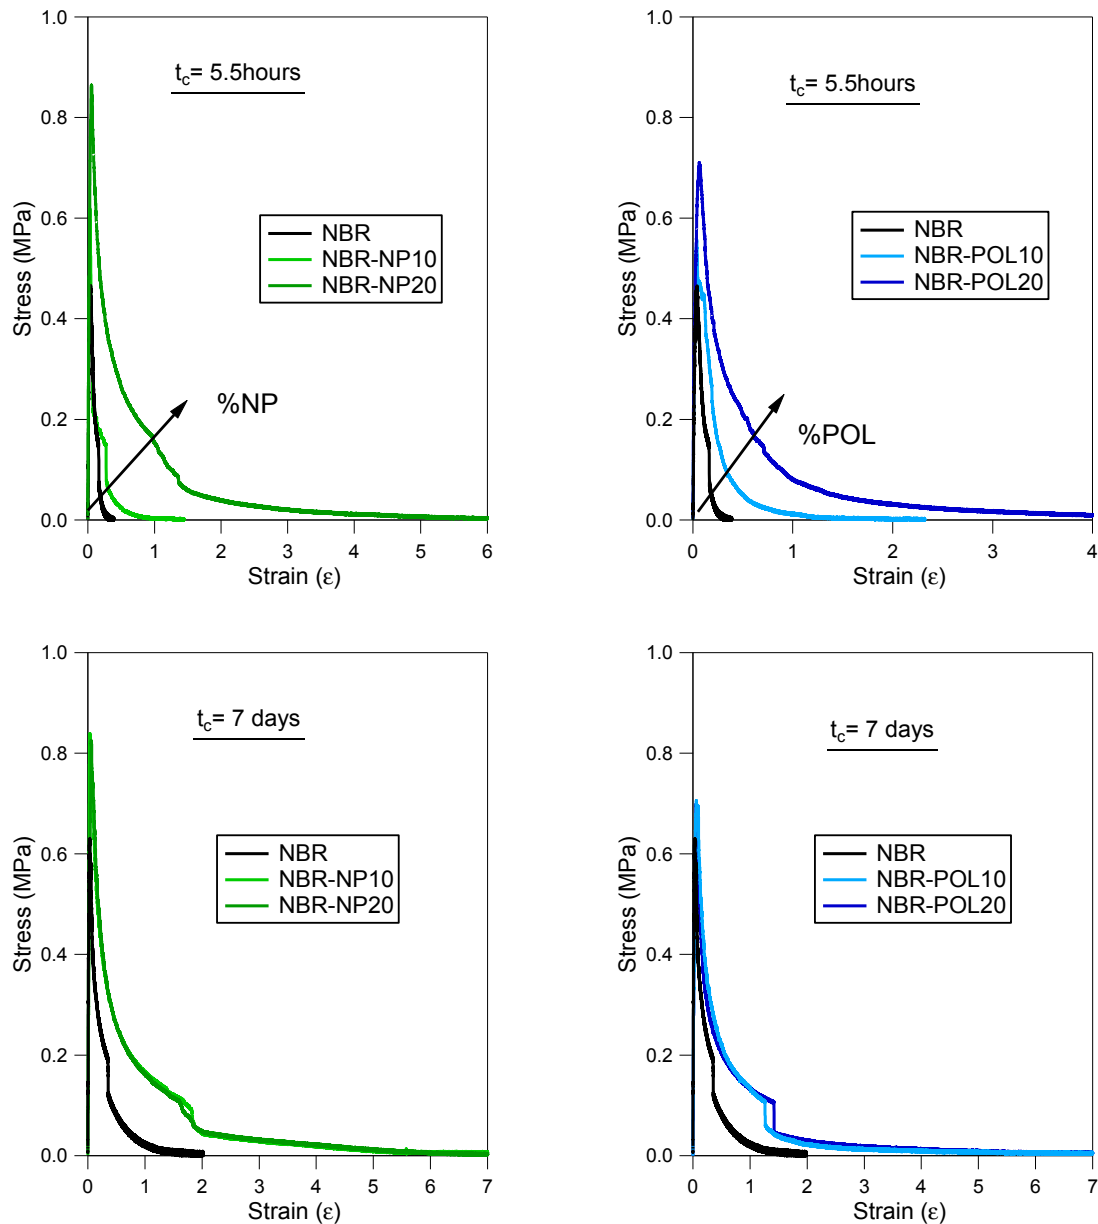 1.0
0.8
0.6
0.4
0.2
0.0
Stress (MPa)
t_c= 5.5hours
NBR
NBR-NP10
NBR-NP20
%NP
0 1 2 3 4 5 6
Strain (ε)
1.0
0.8
0.6
0.4
0.2
0.0
Stress (MPa)
t_c= 5.5hours
NBR
NBR-POL10
NBR-POL20
%POL
0 1 2 3 4
Strain (ε)
1.0
0.8
0.6
0.4
0.2
0.0
Stress (MPa)
t_c= 7 days
NBR
NBR-NP10
NBR-NP20
0 1 2 3 4 5 6 7
Strain (ε)
1.0
0.8
0.6
0.4
0.2
0.0
Stress (MPa)
t_c= 7 days
NBR
NBR-POL10
NBR-POL20
0 1 2 3 4 5 6 7
Strain (ε)